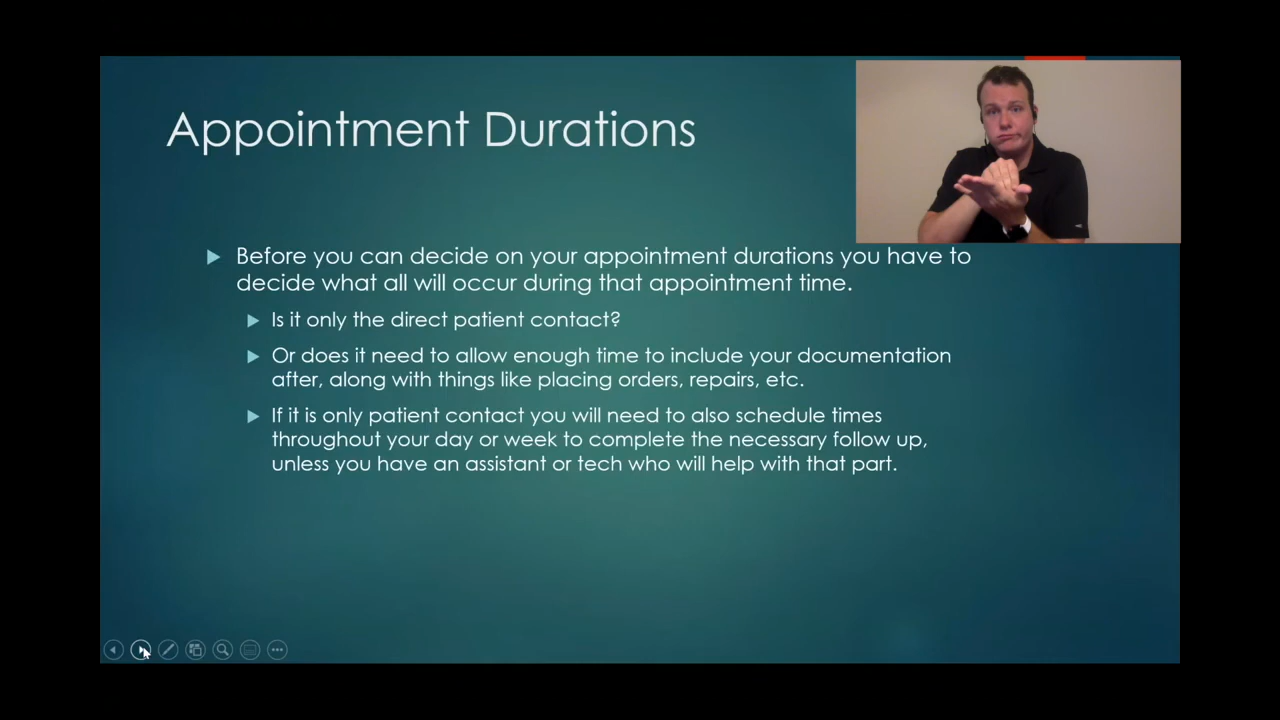 Appointment Durations
Before you can decide on your appointment durations you have to
decide what all will occur during that appointment time.
Is it only the direct patient contact?
Or does it need to allow enough time to include your documentation
after, along with things like placing orders, repairs, etc.
If it is only patient contact you will need to also schedule times
throughout your day or week to complete the necessary follow up,
unless you have an assistant or tech who will help with that part.